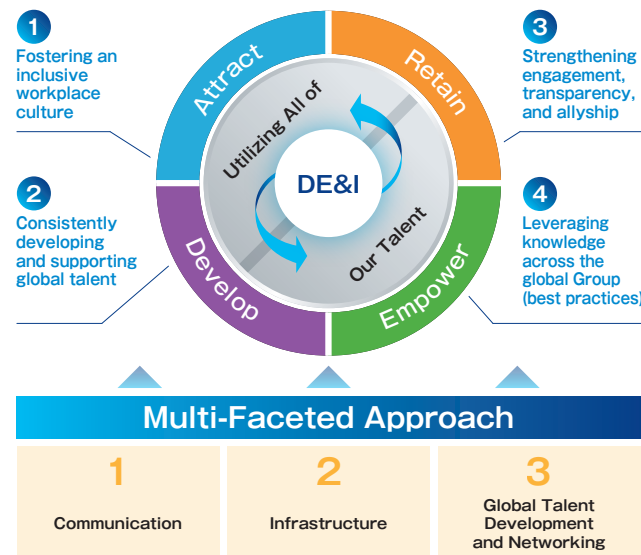 1
Fostering an
inclusive
workplace
culture
2
Consistently
developing
and supporting
global talent
Attract
Retain
Develop
Empower
Utilizing All of
DE&I
Our Talent
3
Strengthening
engagement,
transparency,
and allyship
4
Leveraging
knowledge
across the
global Group
(best practices)
Multi-Faceted Approach
1
Communication
2
Infrastructure
3
Global Talent
Development
and Networking